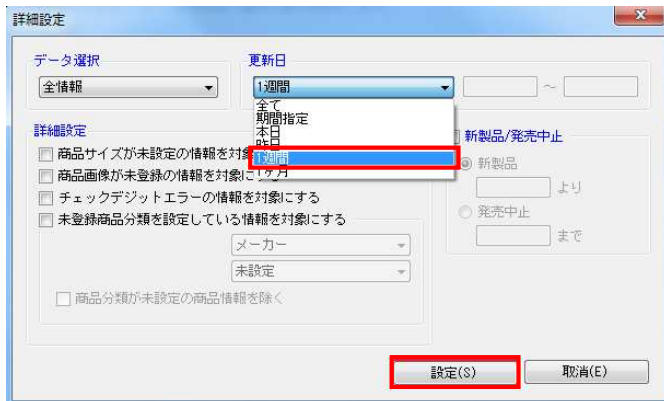 詳細設定
データ選択
全情報
更新日
1週間
～
全て
期間指定
本日
昨日
1週間
1ヶ月
詳細設定
商品サイズが未設定の情報を対象
商品画像が未登録の情報を対象に
チェックデジットエラーの情報を対象にする
未登録商品分類を設定している情報を対象にする
メーカー
未設定
商品分類が未設定の商品情報を除く
新製品/発売中止
新製品
より
発売中止
まで
設定(S)
取消(E)